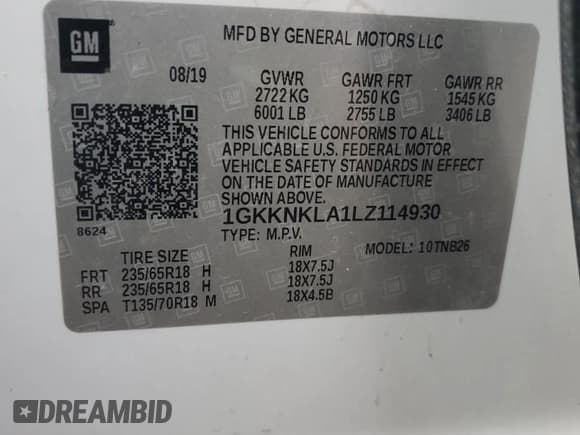 GM
MFD BY GENERAL MOTORS LLC
08/19 GVWR GAWR FRT GAWR RR
2722 KG 1250 KG 1545 KG
6001 LB 2755 LB 3406 LB
THIS VEHICLE CONFORMS TO ALL
APPLICABLE U.S. FEDERAL MOTOR
VEHICLE SAFETY STANDARDS IN EFFECT
ON THE DATE OF MANUFACTURE
SHOWN ABOVE.
8624
1GKKNKLA1LZ114930
TYPE: M.P.V. MODEL: 10TNB26
TIRE SIZE RIM
FRT 235/65R18 H 18X7.5J
RR 235/65R18 H 18X7.5J
SPA T135/70R18 M 18X4.5B
DREAMBID